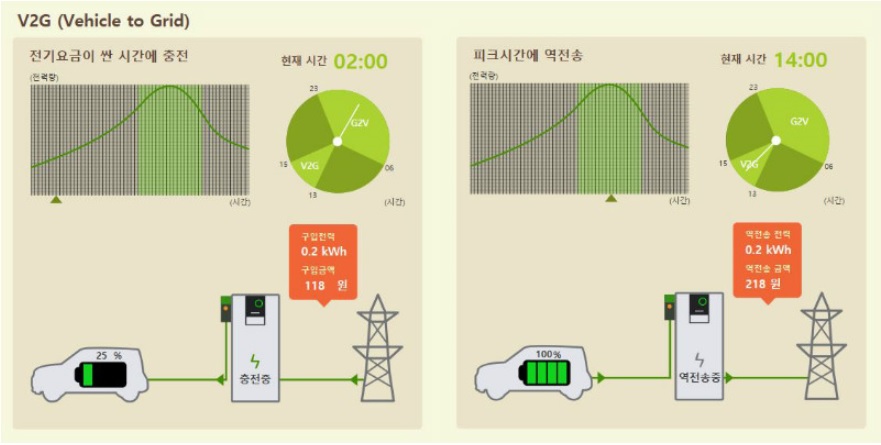 V2G (Vehicle to Grid)
전기요금이 싼 시간에 충전
현재 시간 02:00
(전력량)
23
G2V
15
V2G
06
13
(시간)
(시간)
구입전력
0.2 kWh
구입금액
118 원
25 %
충전중
피크시간에 역전송
현재 시간 14:00
(전력량)
23
G2V
15
V2G
06
13
(시간)
(시간)
역전송 전력
0.2 kWh
역전송 금액
218 원
100%
역전송중